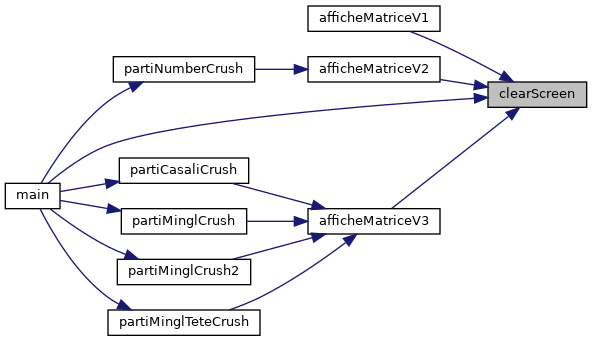 afficheMatriceV1
partiNumberCrush
afficheMatriceV2
clearScreen
partiCasaliCrush
main
partiMinglCrush
afficheMatriceV3
partiMinglCrush2
partiMinglTeteCrush